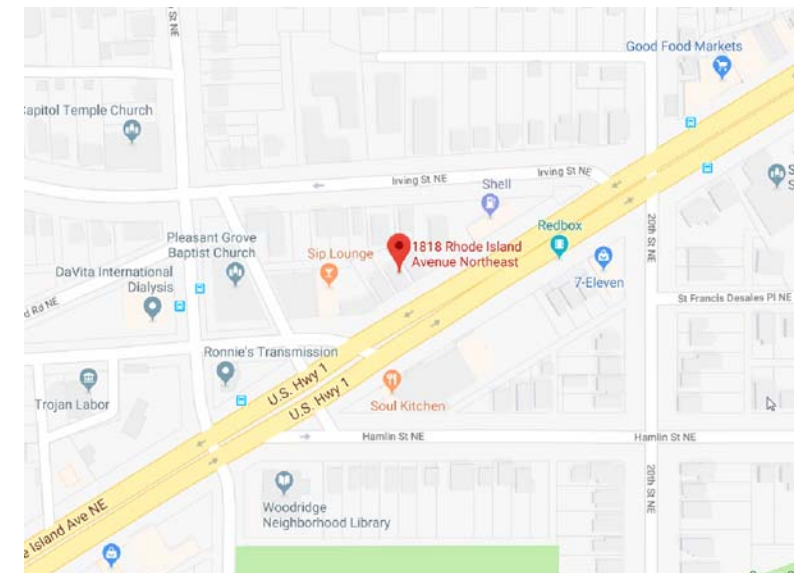 St NE
Good Food Markets
apitol Temple Church
Irving St NE
Irving St NE
Shell
20th St NE
Redbox
1818 Rhode Island
Avenue Northeast
Pleasant Grove
Baptist Church
Sip Lounge
7-Eleven
DaVita International
Dialysis
d Rd NE
St Francis Desales Pl NE
Ronnie's Transmission
U.S. Hwy 1
U.S. Hwy 1
Trojan Labor
Soul Kitchen
Hamlin St NE
Hamlin St NE
20th St NE
Woodridge
Neighborhood Library
e Island Ave NE